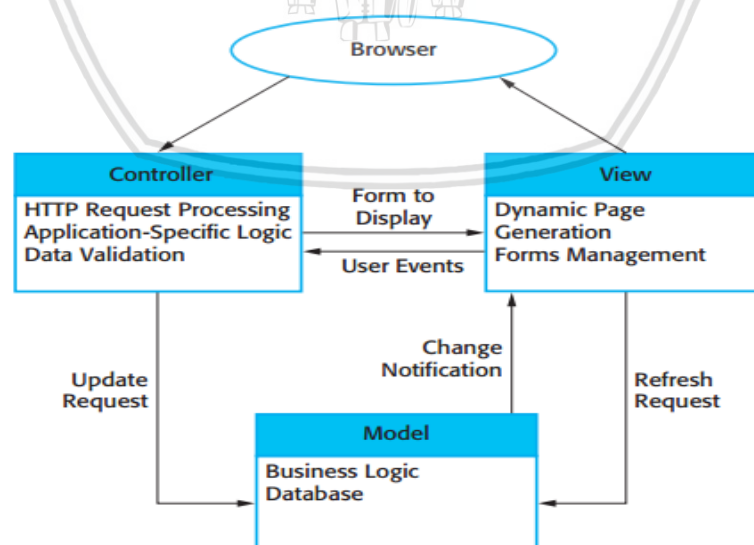 Browser
Controller
HTTP Request Processing
Application-Specific Logic
Data Validation
Form to
Display
User Events
View
Dynamic Page
Generation
Forms Management
Update
Request
Change
Notification
Refresh
Request
Model
Business Logic
Database